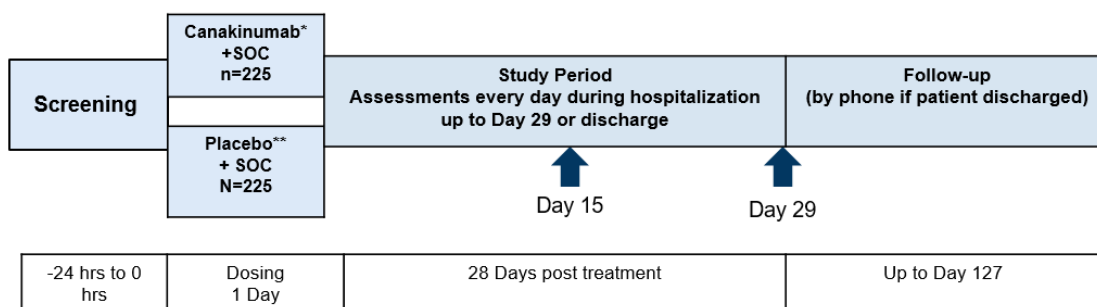 Screening
Canakinumab*
+SOC
n=225
Placebo**
+ SOC
N=225
Study Period
Assessments every day during hospitalization
up to Day 29 or discharge
Follow-up
(by phone if patient discharged)
Day 15
Day 29
-24 hrs to 0
hrs
Dosing
1 Day
28 Days post treatment
Up to Day 127